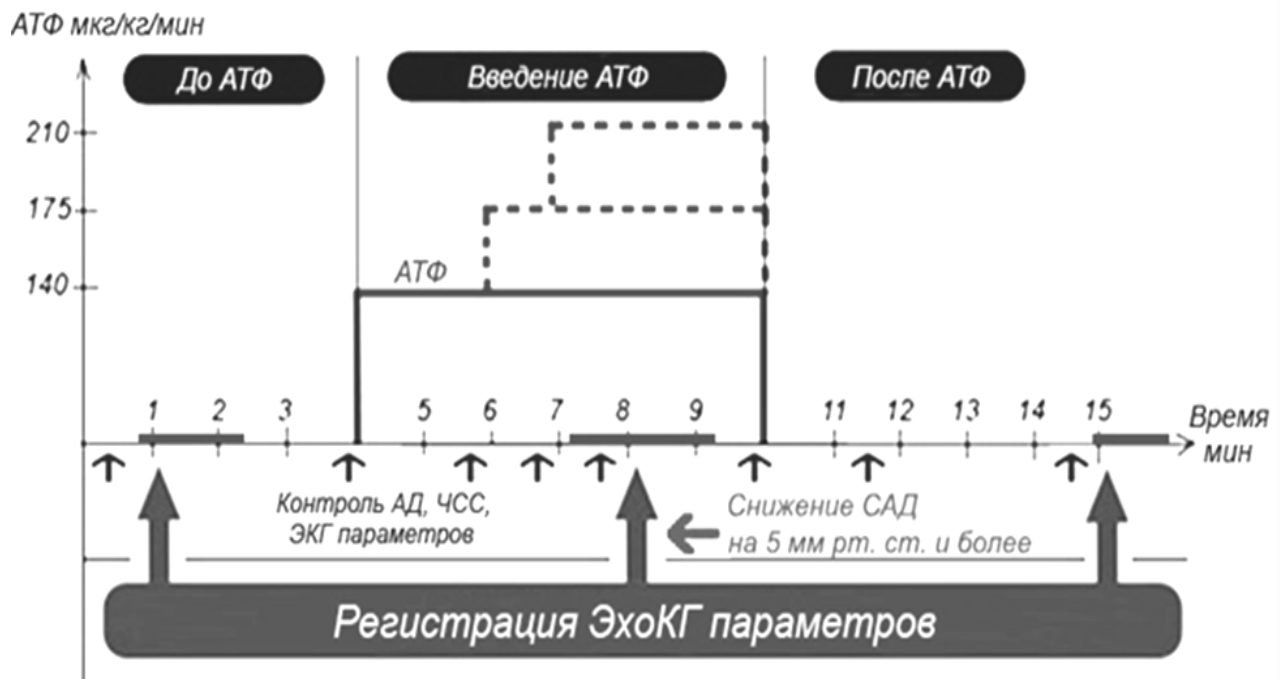 АТФ мкг/кг/мин
До АТФ
Введение АТФ
После АТФ
210
175
140
АТФ
1 2 3 5 6 7 8 9 11 12 13 14 15
Время
мин
Контроль АД, ЧСС,
ЭКГ параметров
Снижение САД
на 5 мм рт. ст. и более
Регистрация ЭхоКГ параметров